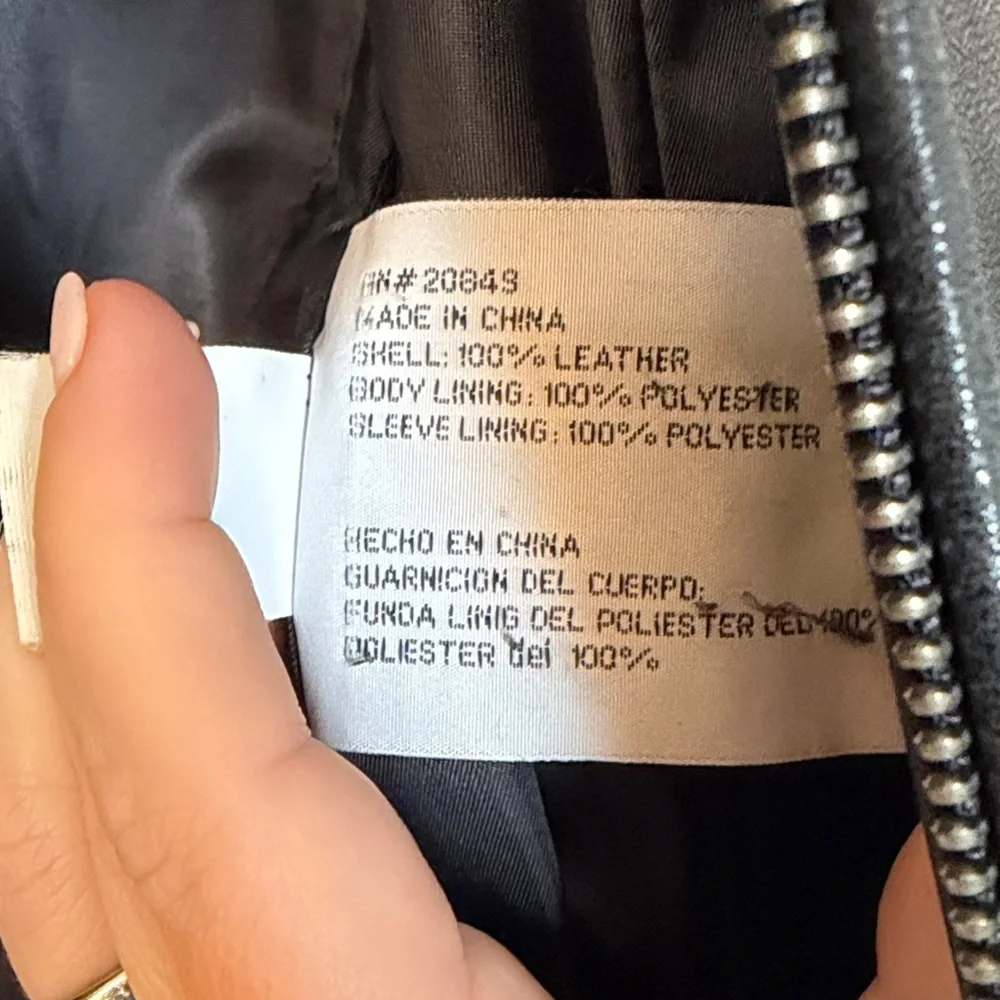 RN# 20849
MADE IN CHINA
SHELL: 100% LEATHER
BODY LINING: 100% POLYESTER
SLEEVE LINING: 100% POLYESTER
HECHO EN CHINA
GUARNICION DEL CUERPO:
FUNDA LINIG DEL POLIESTER DEL 100%
POLIESTER del 100%